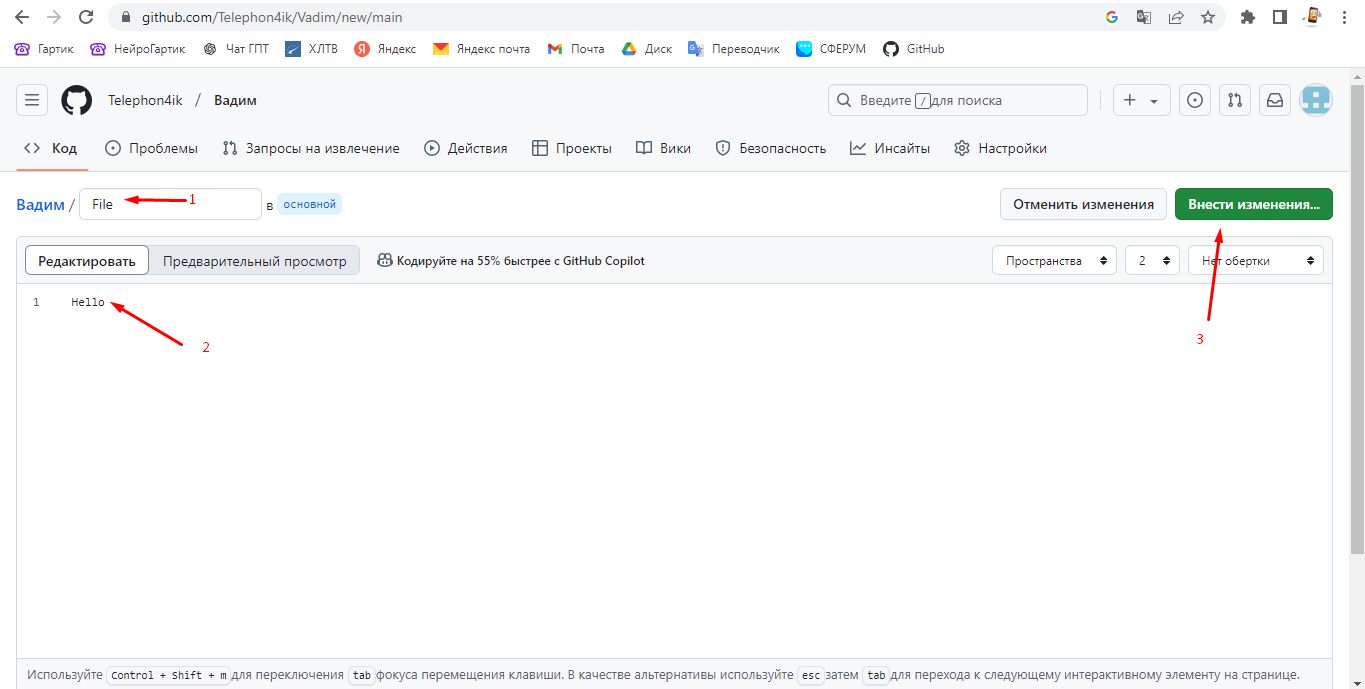 github.com/Telephon4ik/Vadim/new/main
Гартик НейроГартик Чат ГПТ ХЛТВ Яндекс Яндекс почта Почта Диск Переводчик СФЕРУМ GitHub
Telephon4ik / Вадим Введите / для поиска
Код Проблемы Запросы на извлечение Действия Проекты Вики Безопасность Инсайты Настройки
Вадим / File 1 в основной Отменить изменения Внести изменения...
Редактировать Предварительный просмотр Кодируйте на 55% быстрее с GitHub Copilot Пространства 2 Нет обертки
1 Hello
2
3
Используйте Control + Shift + m для переключения tab фокуса перемещения клавиши. В качестве альтернативы используйте esc затем tab для перехода к следующему интерактивному элементу на странице.